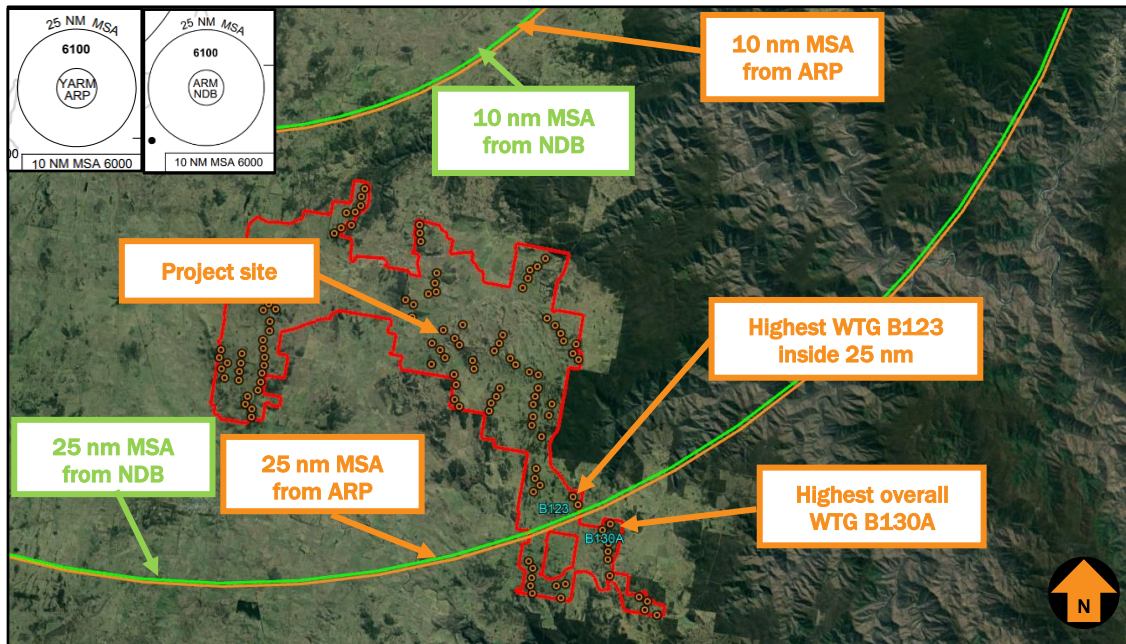 25 NM MSA
6100
YARM
ARP
10 NM MSA 6000
25 NM MSA
6100
ARM
NDB
10 NM MSA 6000
10 nm MSA
from ARP
10 nm MSA
from NDB
Project site
Highest WTG B123
inside 25 nm
25 nm MSA
from NDB
25 nm MSA
from ARP
Highest overall
WTG B130A
B123
B130A
N